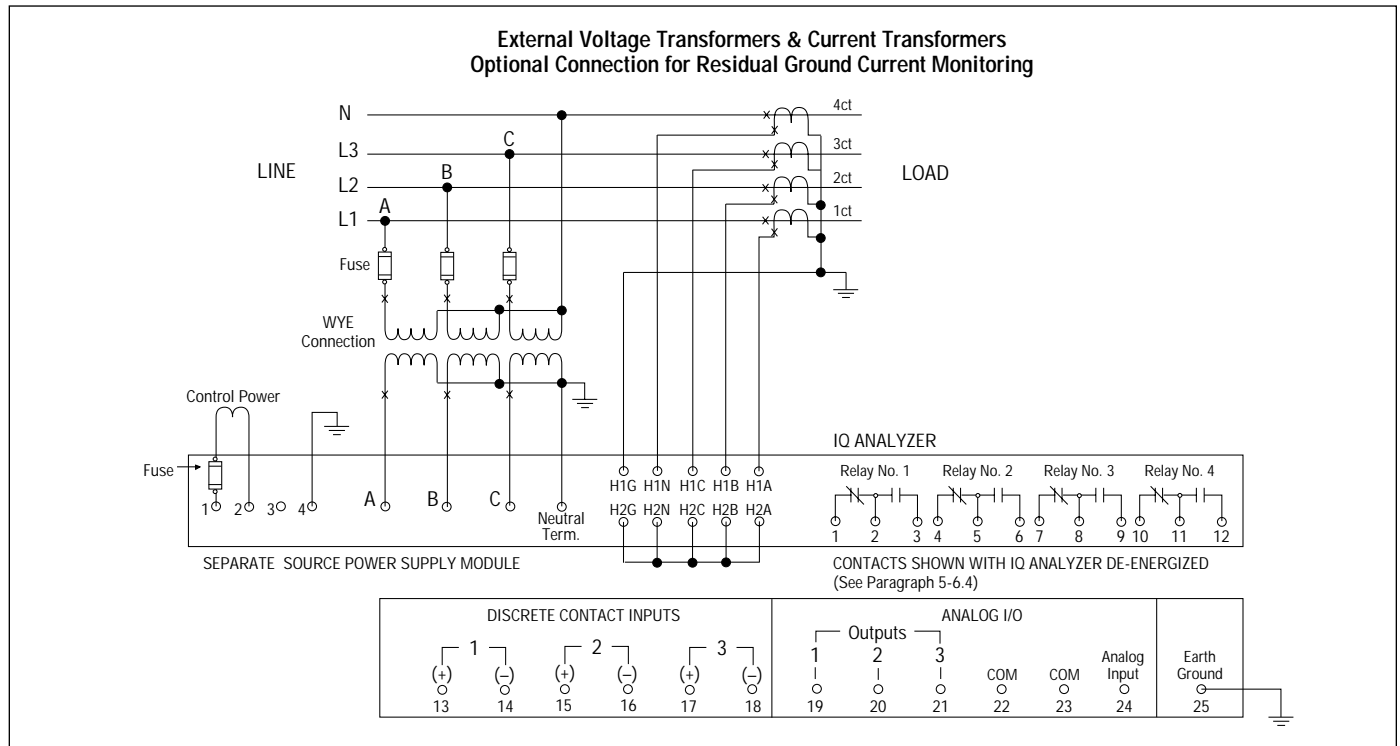 External Voltage Transformers & Current Transformers
Optional Connection for Residual Ground Current Monitoring
N
4ct
L3
C
3ct
LINE
LOAD
L2
B
2ct
L1
A
1ct
Fuse
WYE
Connection
Control Power
IQ ANALYZER
Fuse
H1G H1N H1C H1B H1A
Relay No. 1 Relay No. 2 Relay No. 3 Relay No. 4
1 2 3 4 A B C
Neutral
Term.
H2G H2N H2C H2B H2A
1 2 3 4 5 6 7 8 9 10 11 12
SEPARATE SOURCE POWER SUPPLY MODULE
CONTACTS SHOWN WITH IQ ANALYZER DE-ENERGIZED
(See Paragraph 5-6.4)
DISCRETE CONTACT INPUTS
ANALOG I/O
1 2 3
Outputs
1 2 3
(+) (–) (+) (–) (+) (–)
COM COM
Analog
Input
Earth
Ground
13 14 15 16 17 18 19 20 21 22 23 24 25